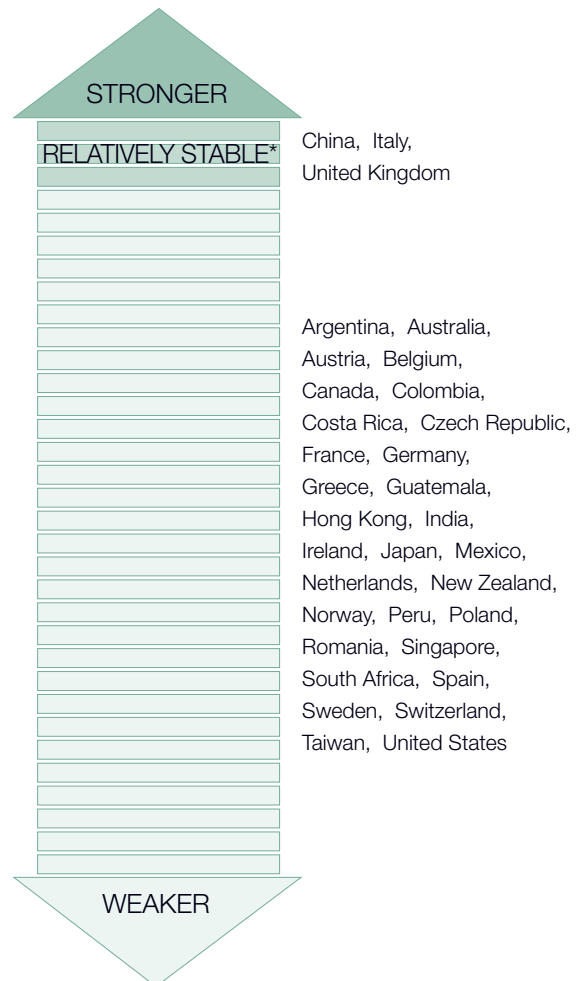 STRONGER
RELATIVELY STABLE*
China, Italy,
United Kingdom
Argentina, Australia,
Austria, Belgium,
Canada, Colombia,
Costa Rica, Czech Republic,
France, Germany,
Greece, Guatemala,
Hong Kong, India,
Ireland, Japan, Mexico,
Netherlands, New Zealand,
Norway, Peru, Poland,
Romania, Singapore,
South Africa, Spain,
Sweden, Switzerland,
Taiwan, United States
WEAKER